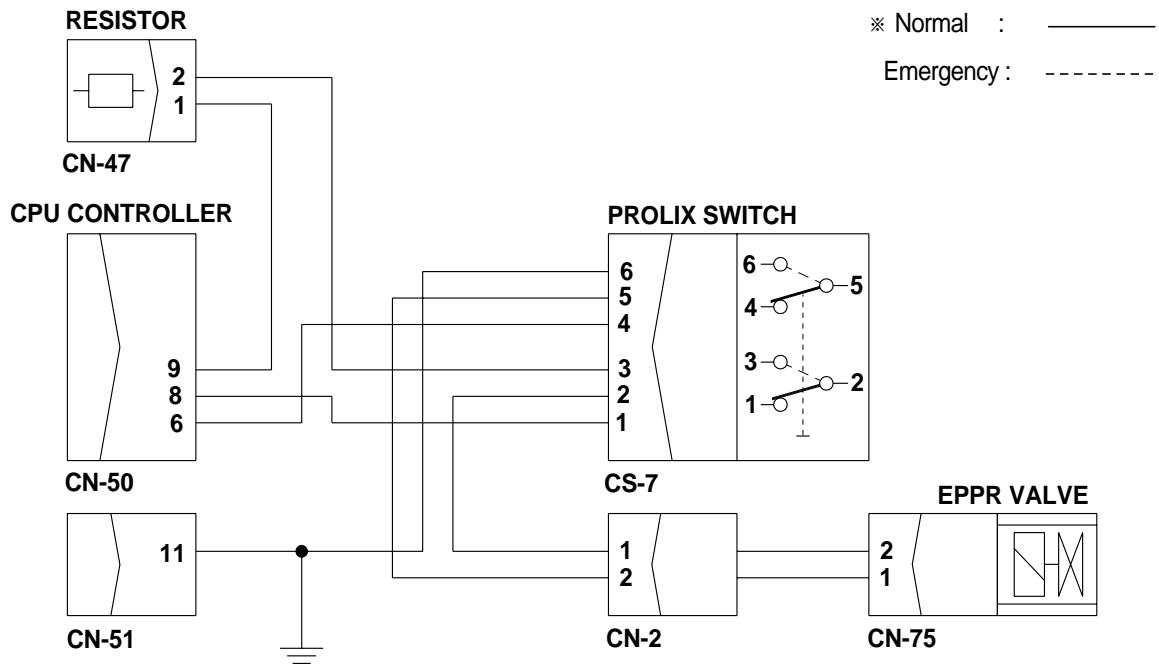 RESISTOR
2
1
CN-47
※ Normal :
Emergency :
CPU CONTROLLER
9
8
6
CN-50
PROLIX SWITCH
6
5
4
3
2
1
6
5
4
3
2
1
CS-7
11
CN-51
1
2
CN-2
EPPR VALVE
2
1
CN-75